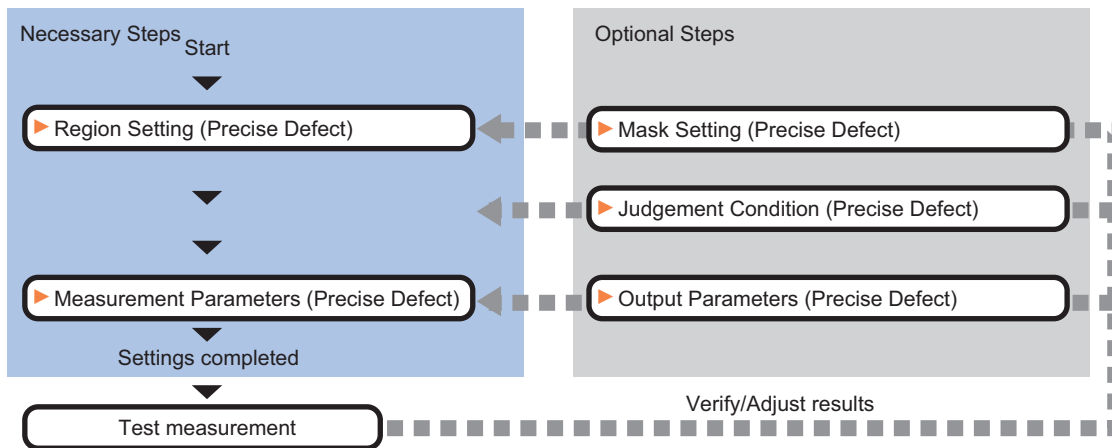 Necessary Steps
Start
Region Setting (Precise Defect)
Measurement Parameters (Precise Defect)
Settings completed
Test measurement
Optional Steps
Mask Setting (Precise Defect)
Judgement Condition (Precise Defect)
Output Parameters (Precise Defect)
Verify/Adjust results